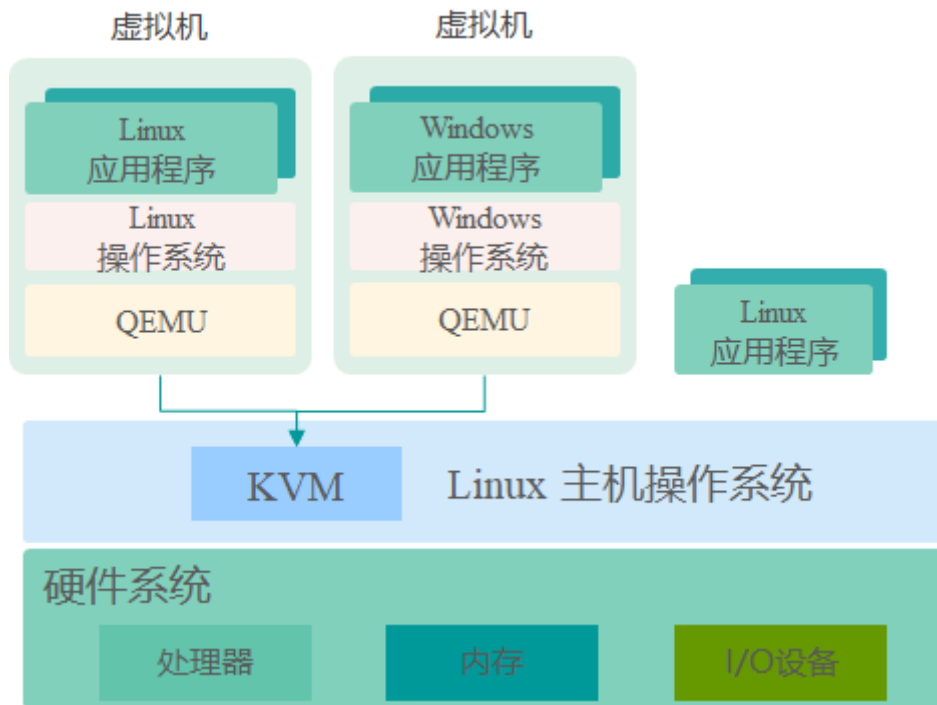 虚拟机
虚拟机
Linux
应用程序
Windows
应用程序
Linux
操作系统
Windows
操作系统
QEMU
QEMU
Linux
应用程序
KVM
Linux 主机操作系统
硬件系统
处理器
内存
I/O设备